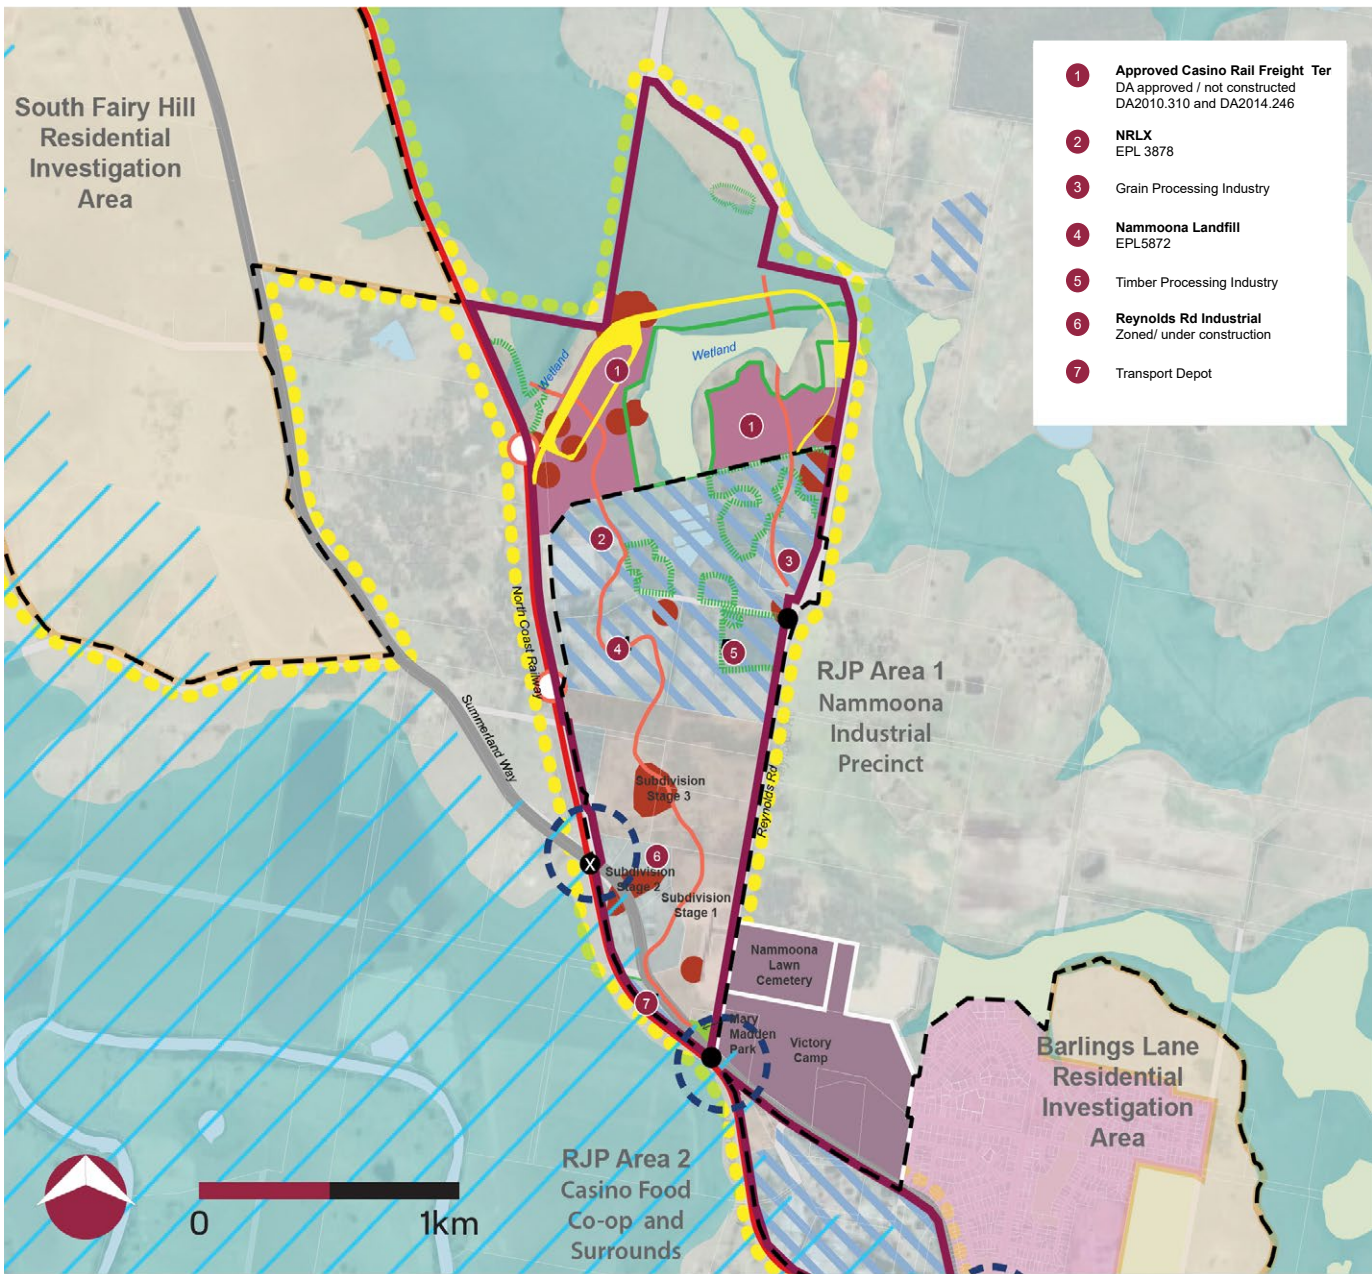 South Fairy Hill
Residential
Investigation
Area
1
Approved Casino Rail Freight Ter
DA approved / not constructed
DA2010.310 and DA2014.246
2
NRLX
EPL 3878
3
Grain Processing Industry
4
Nammoona Landfill
EPL5872
5
Timber Processing Industry
6
Reynolds Rd Industrial
Zoned/ under construction
7
Transport Depot
Wetland
Wetland
1
1
2
3
4
5
North Coast Railway
Summerland Way
RJP Area 1
Nammoona
Industrial
Precinct
Reynolds Rd
Subdivision
Stage 3
6
X
Subdivision
Stage 2
Subdivision
Stage 1
Nammoona
Lawn
Cemetery
7
Mary
Madden
Park
Victory
Camp
Barlings Lane
Residential
Investigation
Area
RJP Area 2
Casino Food
Co-op and
Surrounds
0
1km